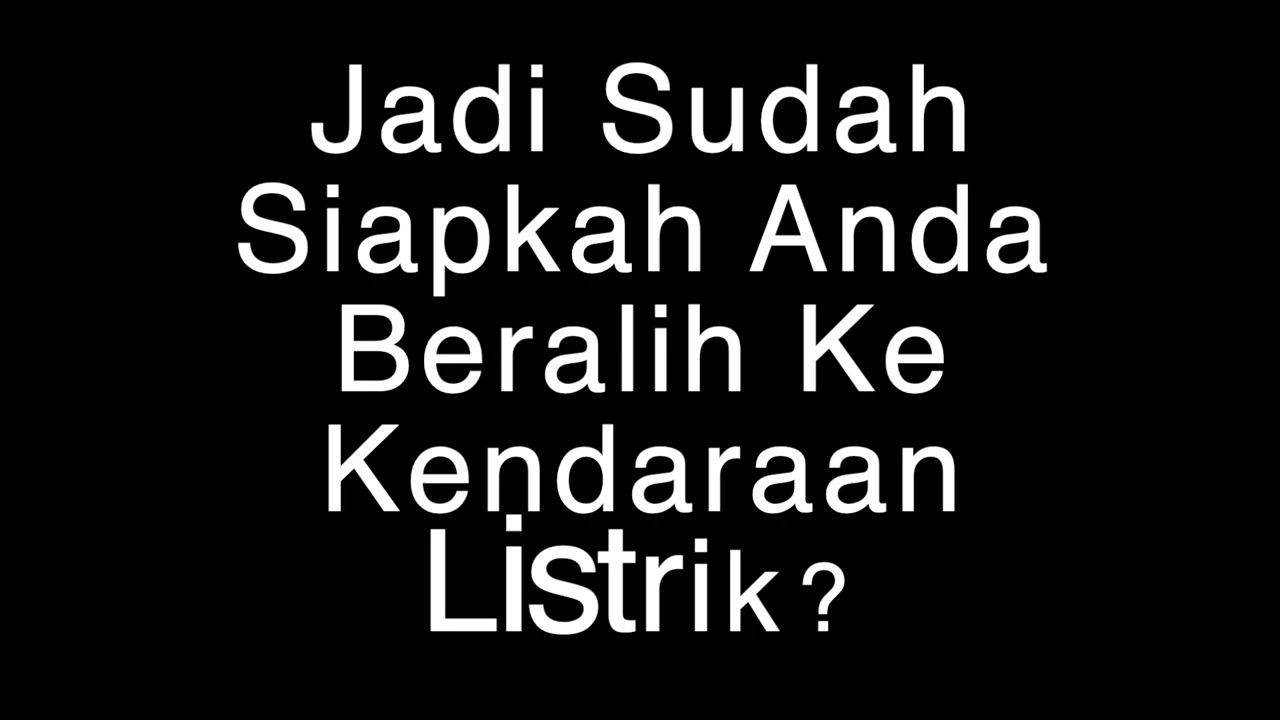 Jadi Sudah
Siapkah Anda
Beralih Ke
Kendaraan
Listrik?